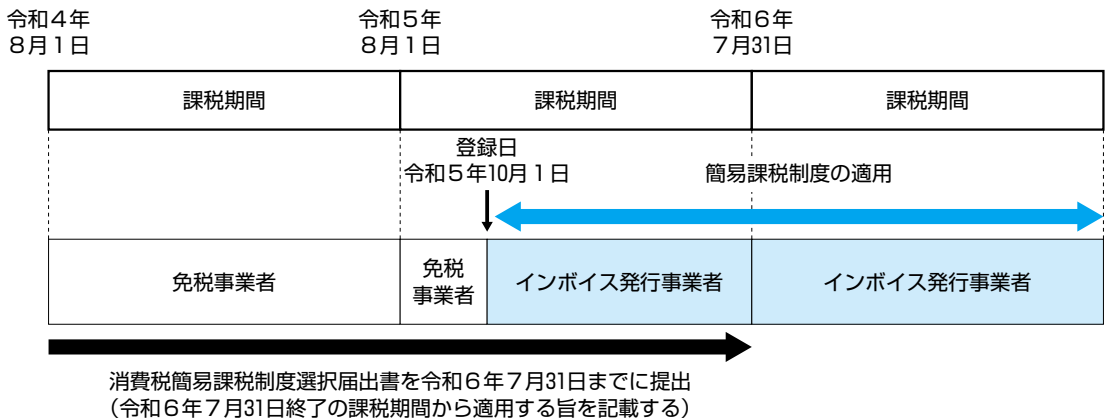 令和4年
8月1日
令和5年
8月1日
令和6年
7月31日
課税期間
課税期間
課税期間
登録日
令和5年10月1日
簡易課税制度の適用
免税事業者
免税
事業者
インボイス発行事業者
インボイス発行事業者
消費税簡易課税制度選択届出書を令和6年7月31日までに提出
（令和6年7月31日終了の課税期間から適用する旨を記載する）